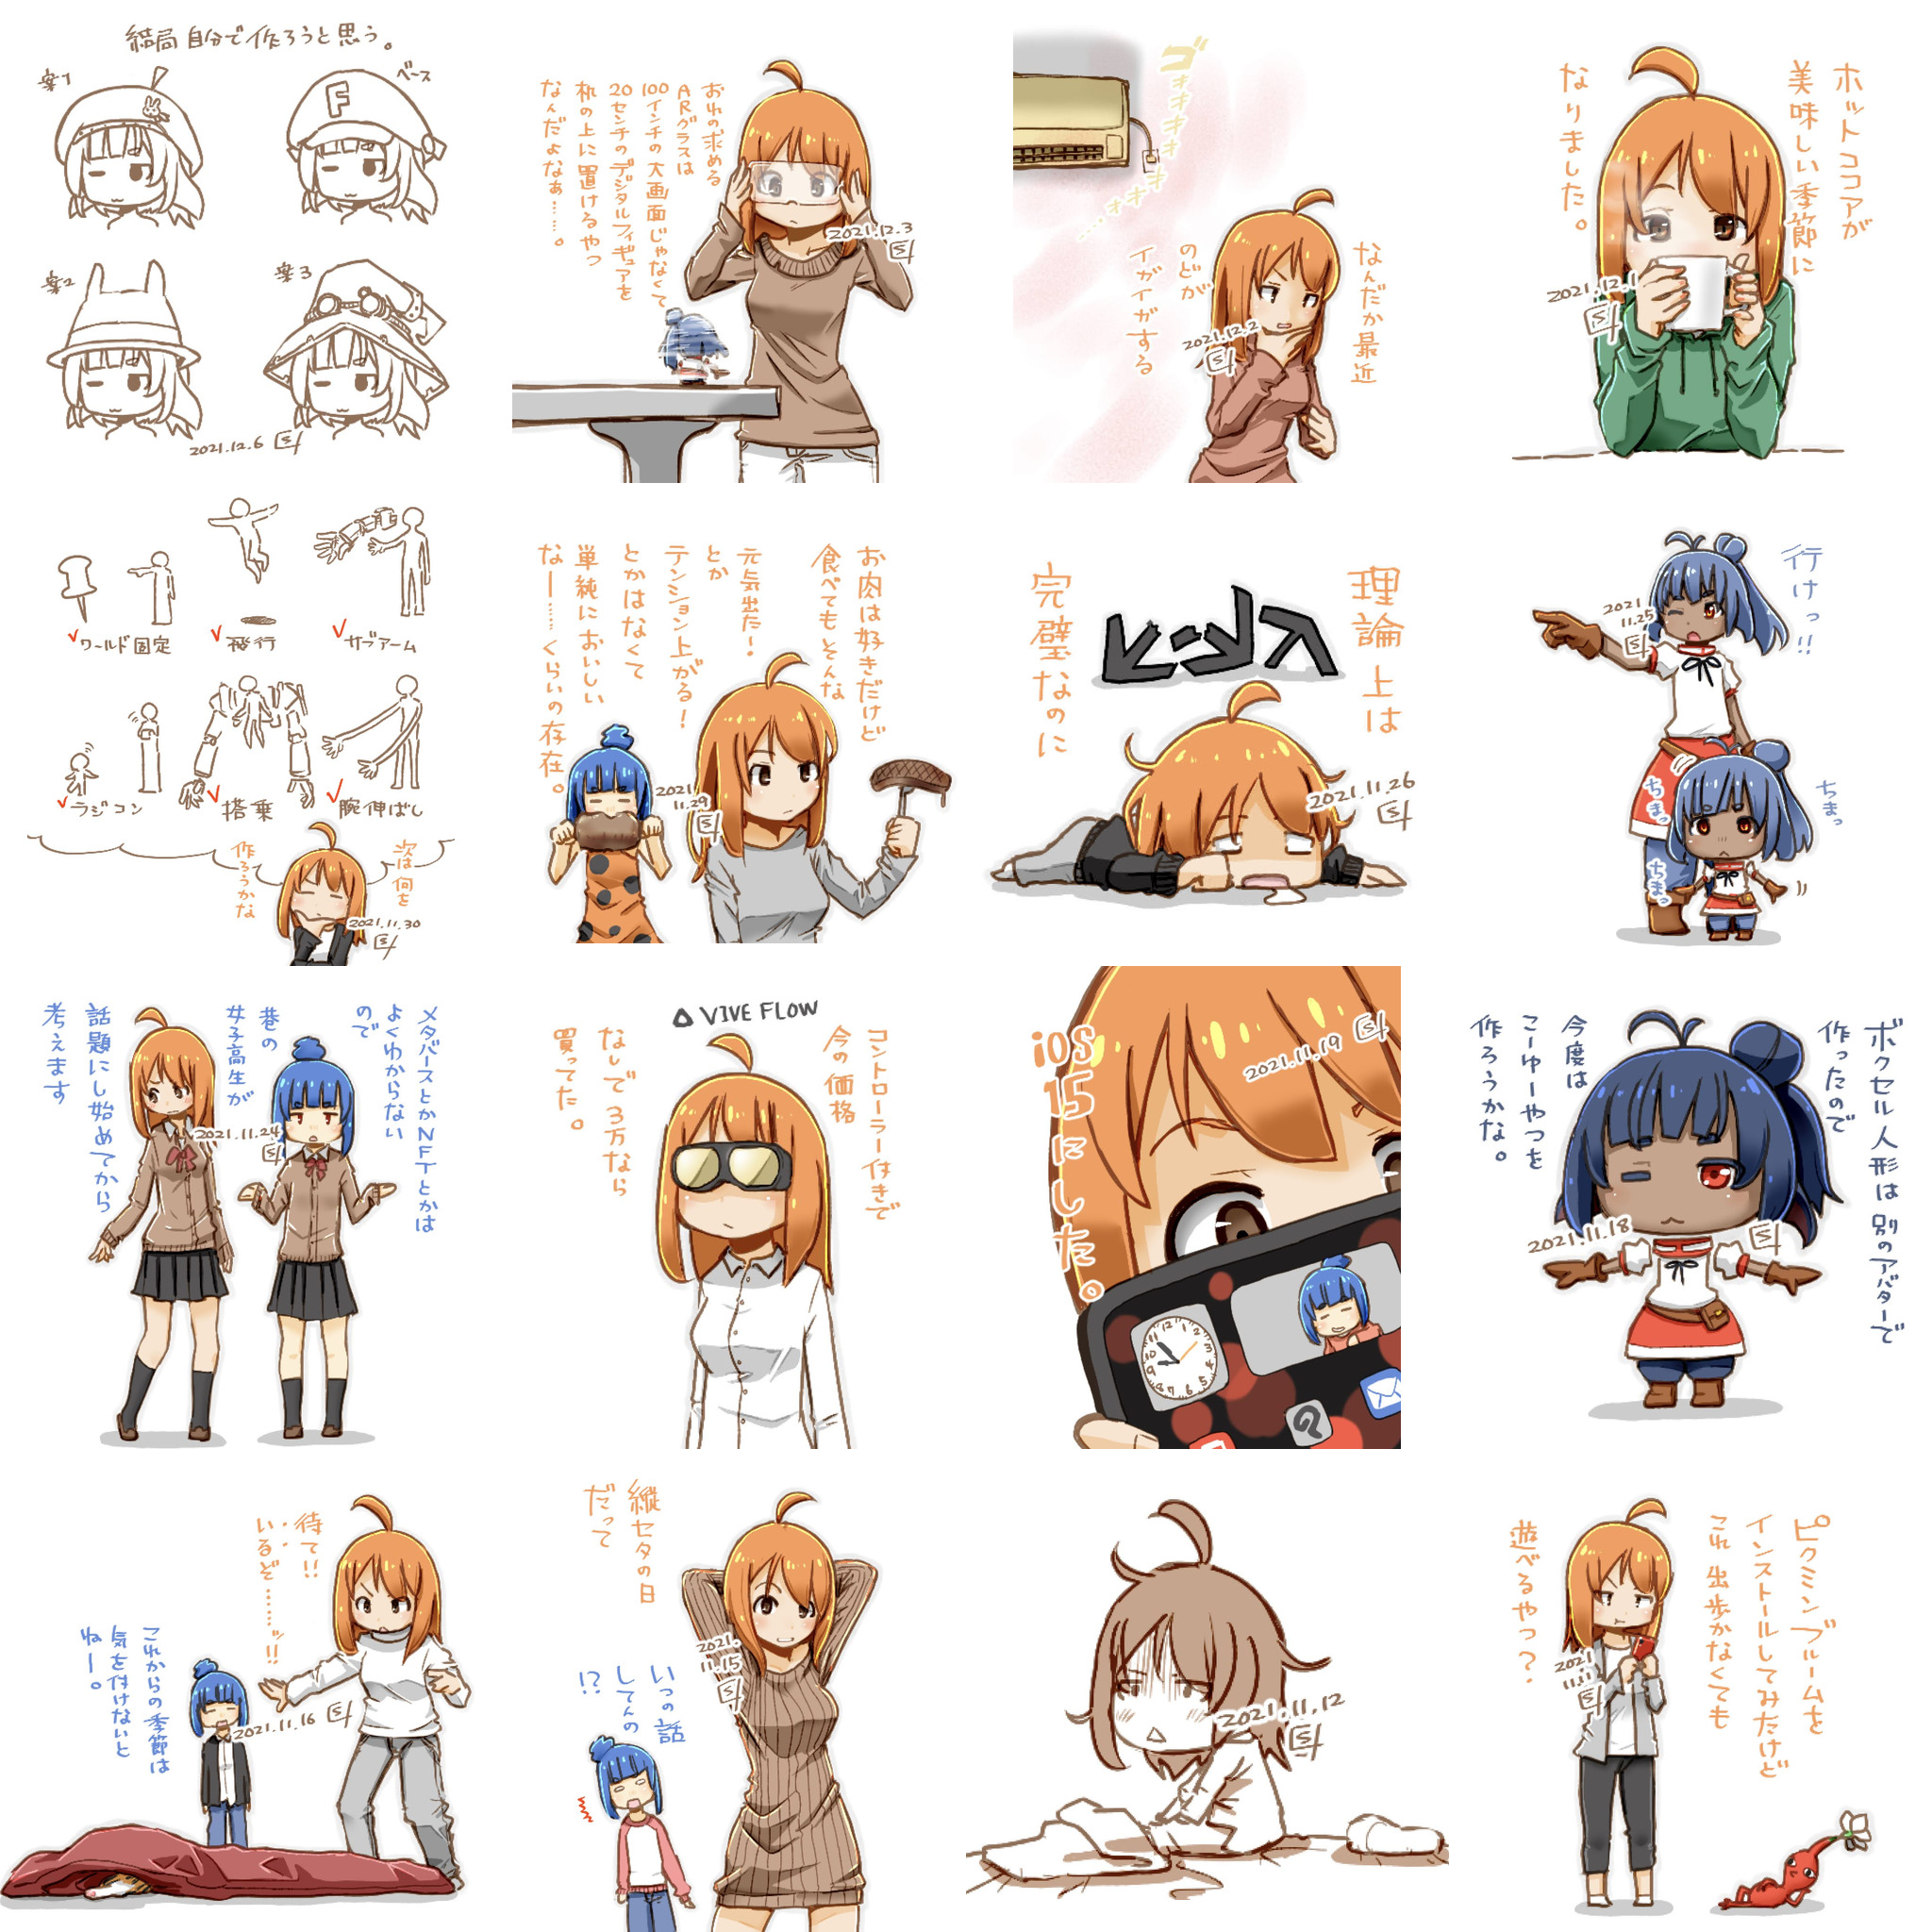 結局自分で作ろうと思う。
案1
ベース
F
案2
案3
2021.12.6
おれの求める
ARグラスは
100インチの大画面じゃなくて
20センチのデジタルフィギュアを
机の上に置けるやつ
なんだよなぁ……。
2021.12.3
ゴォォォォォォォォ……
なんだか最近
のどが
イガイガする
2021.12.2
ホットココアが
美味しい季節に
なりました。
2021.12.1
ワールド固定
飛行
サブアーム
ラジコン
搭乗
腕伸ばし
次は何を
作ろうかな
2021.11.30
お肉は好きだけど
食べてもそんな
元気出た！
とか
テンション上がる！
とかはなくて
単純においしい
なー……くらいの存在。
2021.
11.29
理論上は
完璧なのに
2021.11.26
行けっ!!
2021
11.25
ちまっ
ちまっ
ちまっ
メタバースとかNFTとかは
よくわからない
ので
巷の
女子高生が
話題にし始めてから
考えます
2021.11.24
VIVE FLOW
コントローラー付きで
今の価格
なしで3万なら
買ってた。
iOS
15にした。
2021.11.19
12
1
2
3
4
5
6
7
8
9
10
11
ボクセル人形は別のアバターで
作ったので
今度は
こーゆーやつを
作ろうかな。
2021.11.18
待て!!
いるぞ……ッ!!
これからの季節は
気を付けないと
ねー。
2021.11.16
縦セタの日
だって
2021.
11.15
いつの話
してんの
!?
2021.11.12
ピクミンブルームを
インストールしてみたけど
これ出歩かなくても
遊べるやつ？
2021
11.11